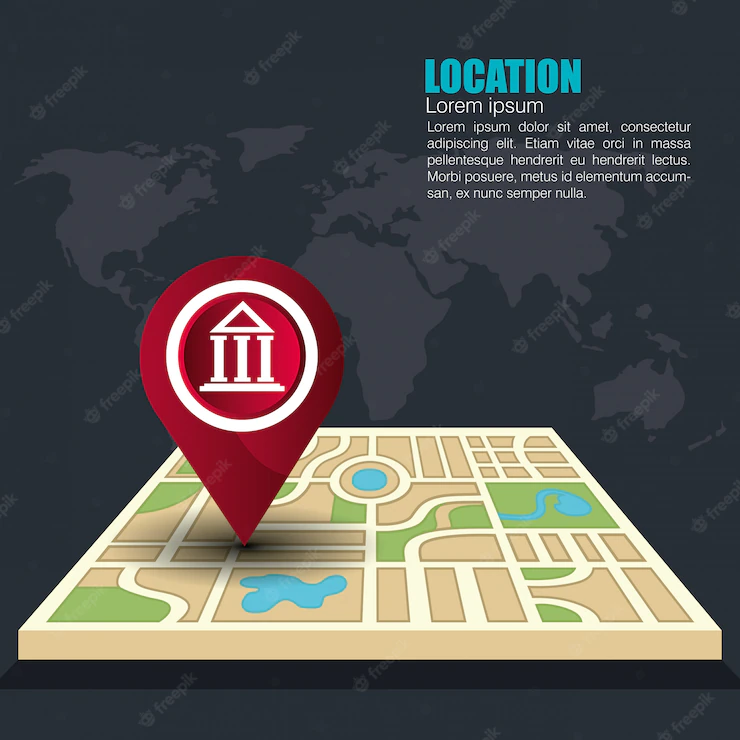 LOCATION
Lorem ipsum
Lorem ipsum dolor sit amet, consectetur
adipiscing elit. Etiam vitae orci in massa
pellentesque hendrerit eu hendrerit lectus.
Morbi posuere, metus id elementum accum-
san, ex nunc semper nulla.
freepik